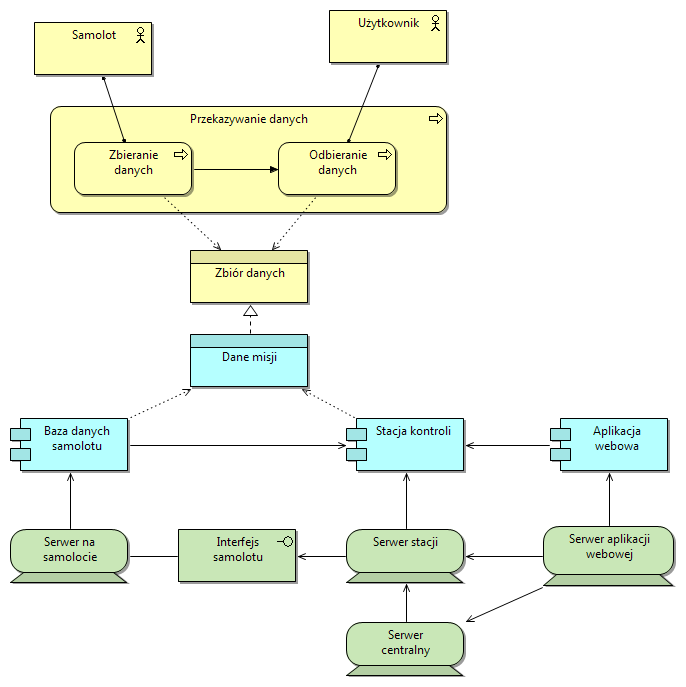 Samolot
Użytkownik
Przekazywanie danych
Zbieranie
danych
Odbieranie
danych
Zbiór danych
Dane misji
Baza danych
samolotu
Stacja kontroli
Aplikacja
webowa
Serwer na
samolocie
Interfejs
samolotu
Serwer stacji
Serwer aplikacji
webowej
Serwer
centralny